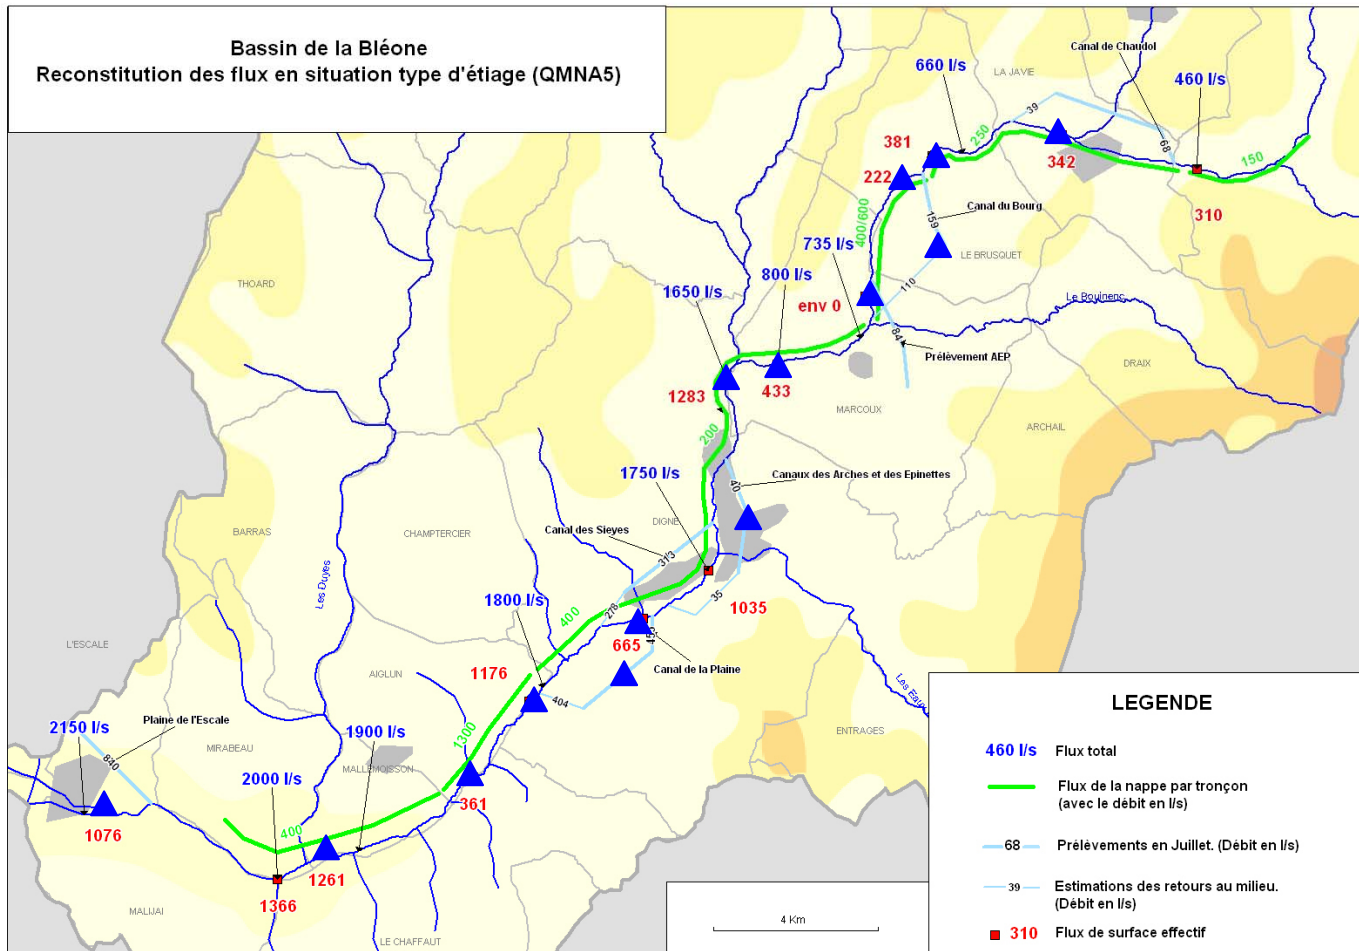 Bassin de la Bléone
Reconstitution des flux en situation type d'étiage (QMNA5)
Canal de Chaudol
660 l/s
LA JAVIE
460 l/s
39
381
250
342
68
150
222
310
159
Canal du Bourg
400/600
735 l/s
800 l/s
LE BRUSQUET
1650 l/s
THOARD
110
Le Bouinenc
env 0
84
Prélèvement AEP
DRAIX
1283
433
MARCOUX
ARCHAIL
200
1750 l/s
40
Canaux des Arches et des Epinettes
BARRAS
CHAMPTERCIER
Canal des Sieyes
DIGNE
313
Les Duyes
1800 l/s
400
278
35
1035
L'ESCALE
665
1176
AIGLUN
Canal de la Plaine
Les Eaux
404
2150 l/s
Plaine de l'Escale
MIRABEAU
1900 l/s
1300
ENTRAGES
840
2000 l/s
MALLEMOISSON
361
1076
400
1261
1366
MALIJAI
LE CHAFFAUT
4 Km
LEGENDE
460 l/s Flux total
Flux de la nappe par tronçon
(avec le débit en l/s)
68 Prélèvements en Juillet. (Débit en l/s)
39 Estimations des retours au milieu.
(Débit en l/s)
310 Flux de surface effectif